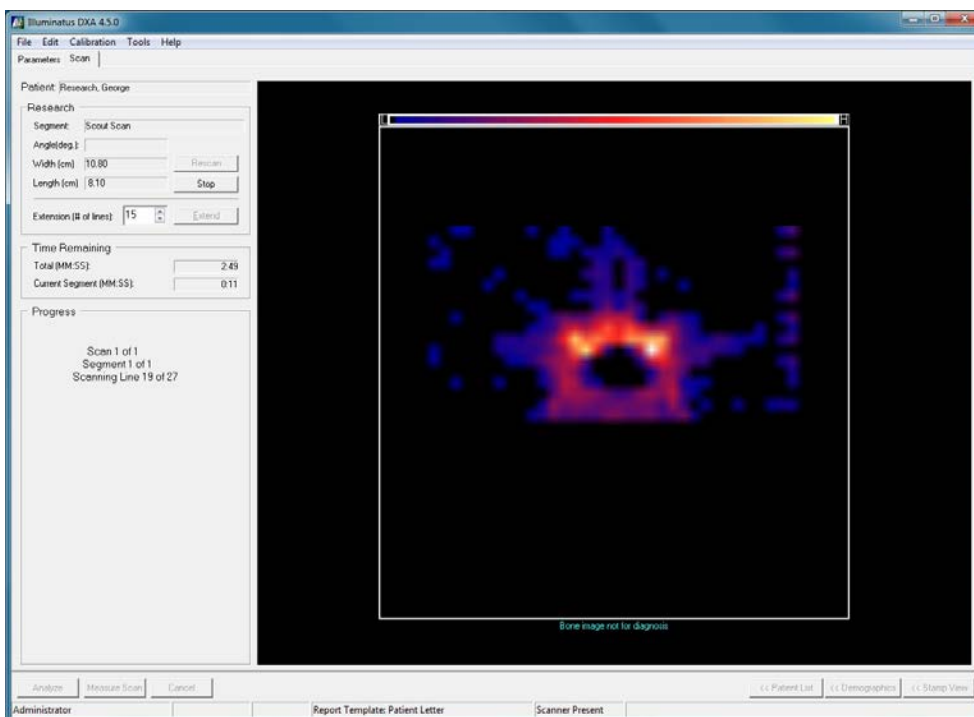 Illuminatus DXA 4.5.0
File Edit Calibration Tools Help
Parameters Scan
Patient: Research, George
Research
Segment: Scout Scan
Angle(deg.):
Width (cm) 10.80 Rescan
Length (cm) 8.10 Stop
Extension (# of lines): 15 Extend
Time Remaining
Total (MM:SS): 2:49
Current Segment (MM:SS): 0:11
Progress
Scan 1 of 1
Segment 1 of 1
Scanning Line 19 of 27
L H
Bone image not for diagnosis
Analyze Measure Scan Cancel << Patient List << Demographics << Stamp View
Administrator Report Template: Patient Letter Scanner Present